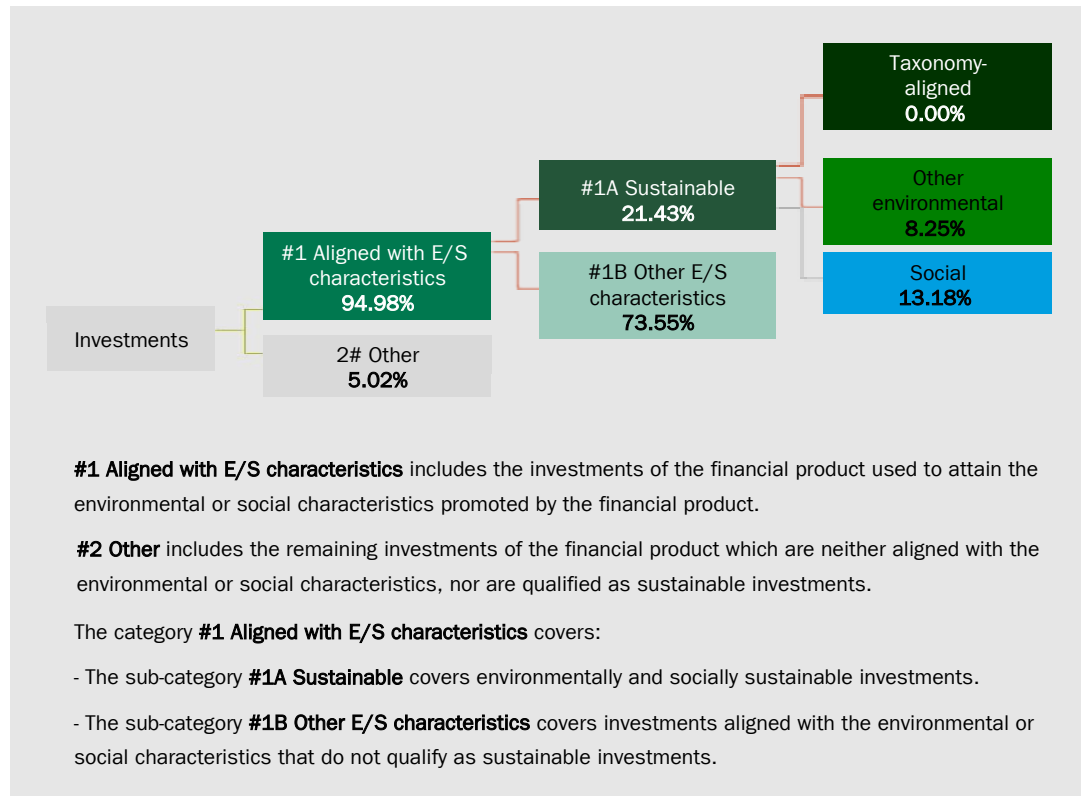 Taxonomy-
aligned
0.00%
#1A Sustainable
21.43%
Other
environmental
8.25%
#1 Aligned with E/S
characteristics
94.98%
#1B Other E/S
characteristics
73.55%
Social
13.18%
Investments
2# Other
5.02%
#1 Aligned with E/S characteristics includes the investments of the financial product used to attain the
environmental or social characteristics promoted by the financial product.
#2 Other includes the remaining investments of the financial product which are neither aligned with the
environmental or social characteristics, nor are qualified as sustainable investments.
The category #1 Aligned with E/S characteristics covers:
- The sub-category #1A Sustainable covers environmentally and socially sustainable investments.
- The sub-category #1B Other E/S characteristics covers investments aligned with the environmental or
social characteristics that do not qualify as sustainable investments.